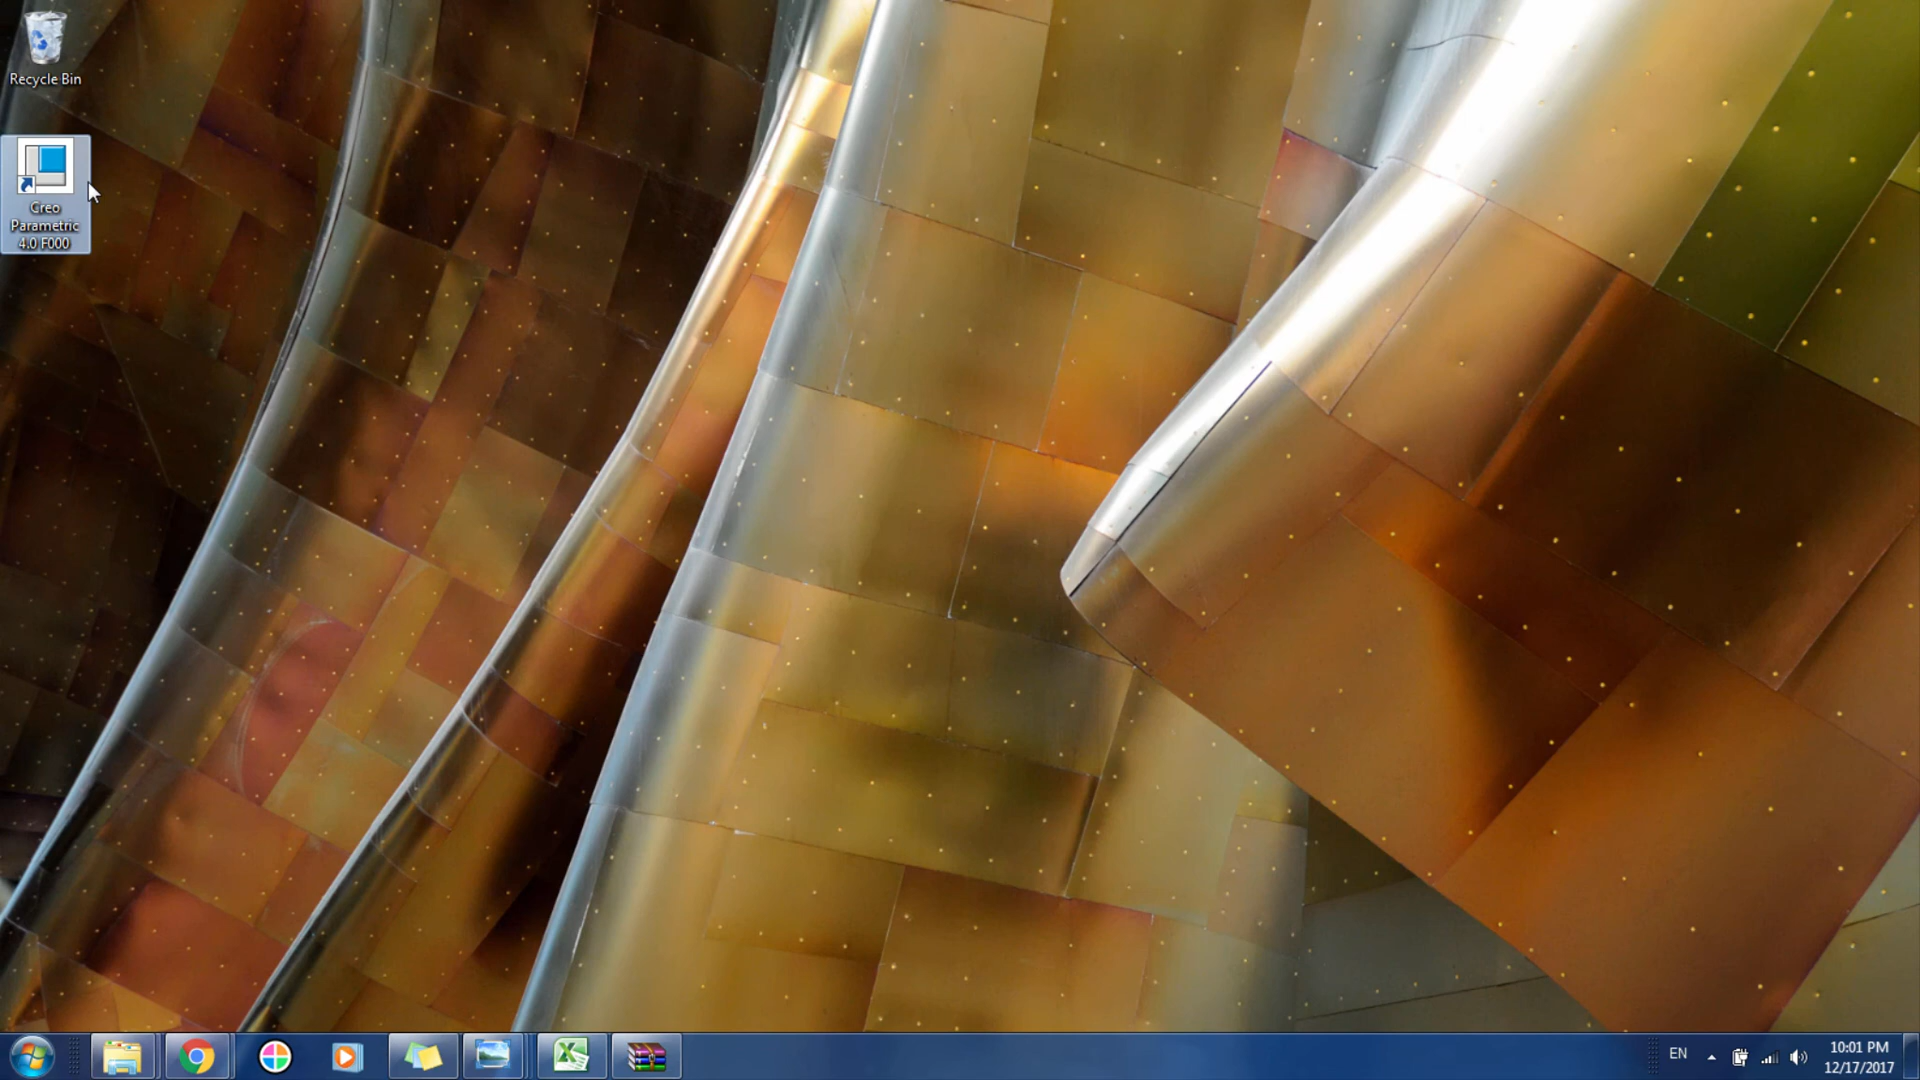 Recycle Bin
Creo
Parametric
4.0 F000
EN
10:01 PM
12/17/2017